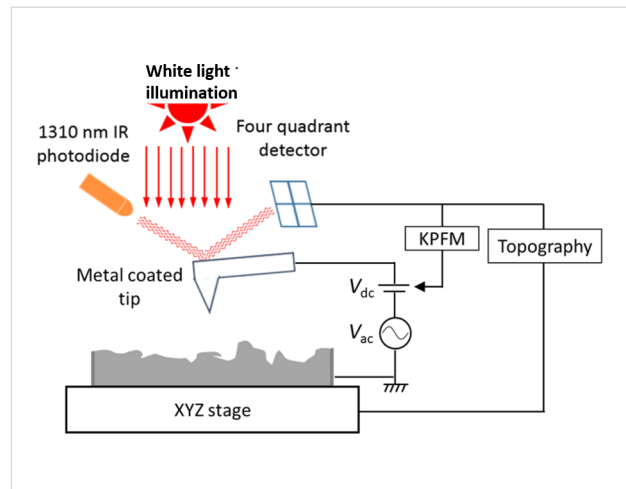 White light
illumination
1310 nm IR
photodiode
Four quadrant
detector
KPFM
Topography
Metal coated
tip
Vdc
Vac
XYZ stage